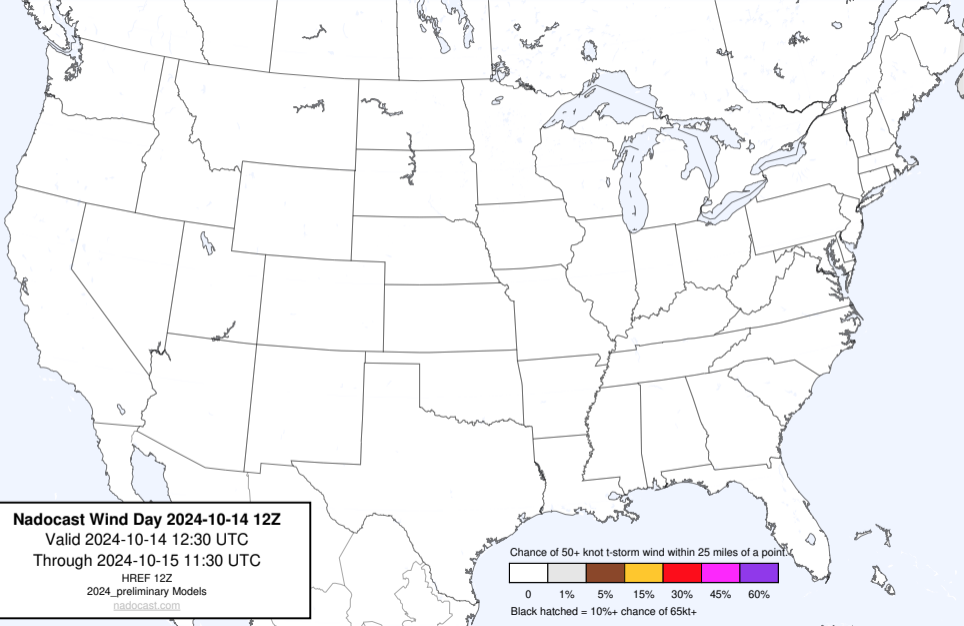 Nadocast Wind Day 2024-10-14 12Z
Valid 2024-10-14 12:30 UTC
Through 2024-10-15 11:30 UTC
HREF 12Z
2024_preliminary Models
nadocast.com
Chance of 50+ knot t-storm wind within 25 miles of a point.
0 1% 5% 15% 30% 45% 60%
Black hatched = 10%+ chance of 65kt+